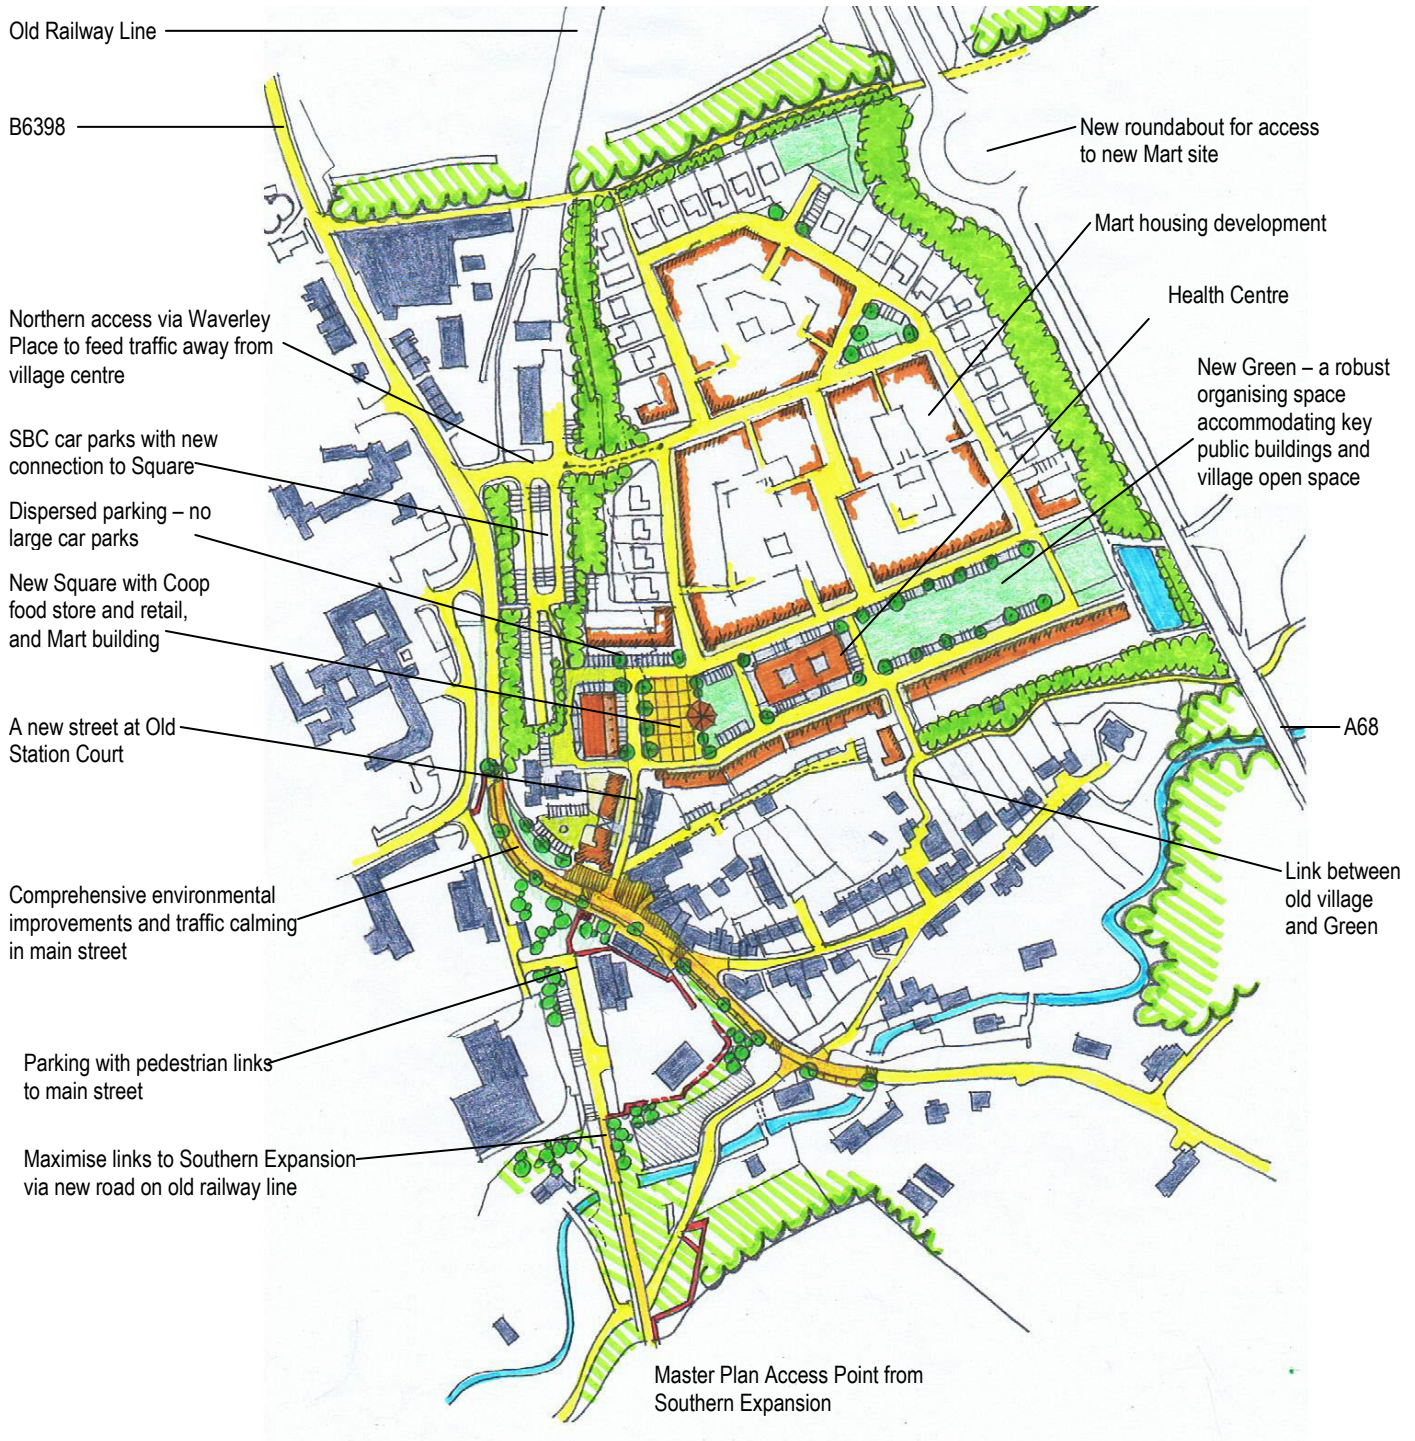 Old Railway Line
B6398
New roundabout for access
to new Mart site
Mart housing development
Health Centre
Northern access via Waverley
Place to feed traffic away from
village centre
New Green – a robust
organising space
accommodating key
public buildings and
village open space
SBC car parks with new
connection to Square
Dispersed parking – no
large car parks
New Square with Coop
food store and retail,
and Mart building
A new street at Old
Station Court
A68
Link between
old village
and Green
Comprehensive environmental
improvements and traffic calming
in main street
Parking with pedestrian links
to main street
Maximise links to Southern Expansion
via new road on old railway line
Master Plan Access Point from
Southern Expansion